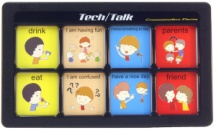 Tech/Talk
drink
i am having fun
parents
eat
i am confused
have a nice day
friend